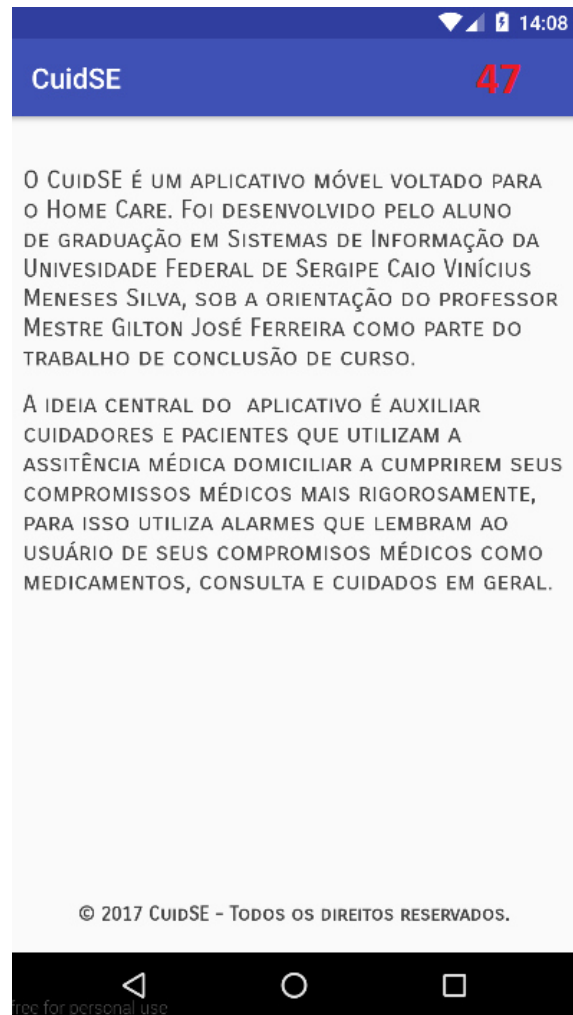 14:08
CuidSE 47
O CuidSE é um aplicativo móvel voltado para
o Home Care. Foi desenvolvido pelo aluno
de graduação em Sistemas de Informação da
Univesidade Federal de Sergipe Caio Vinícius
Meneses Silva, sob a orientação do professor
Mestre Gilton José Ferreira como parte do
trabalho de conclusão de curso.
A ideia central do aplicativo é auxiliar
cuidadores e pacientes que utilizam a
assitência médica domiciliar a cumprirem seus
compromissos médicos mais rigorosamente,
para isso utiliza alarmes que lembram ao
usuário de seus compromisos médicos como
medicamentos, consulta e cuidados em geral.
© 2017 CuidSE - Todos os direitos reservados.
free for personal use